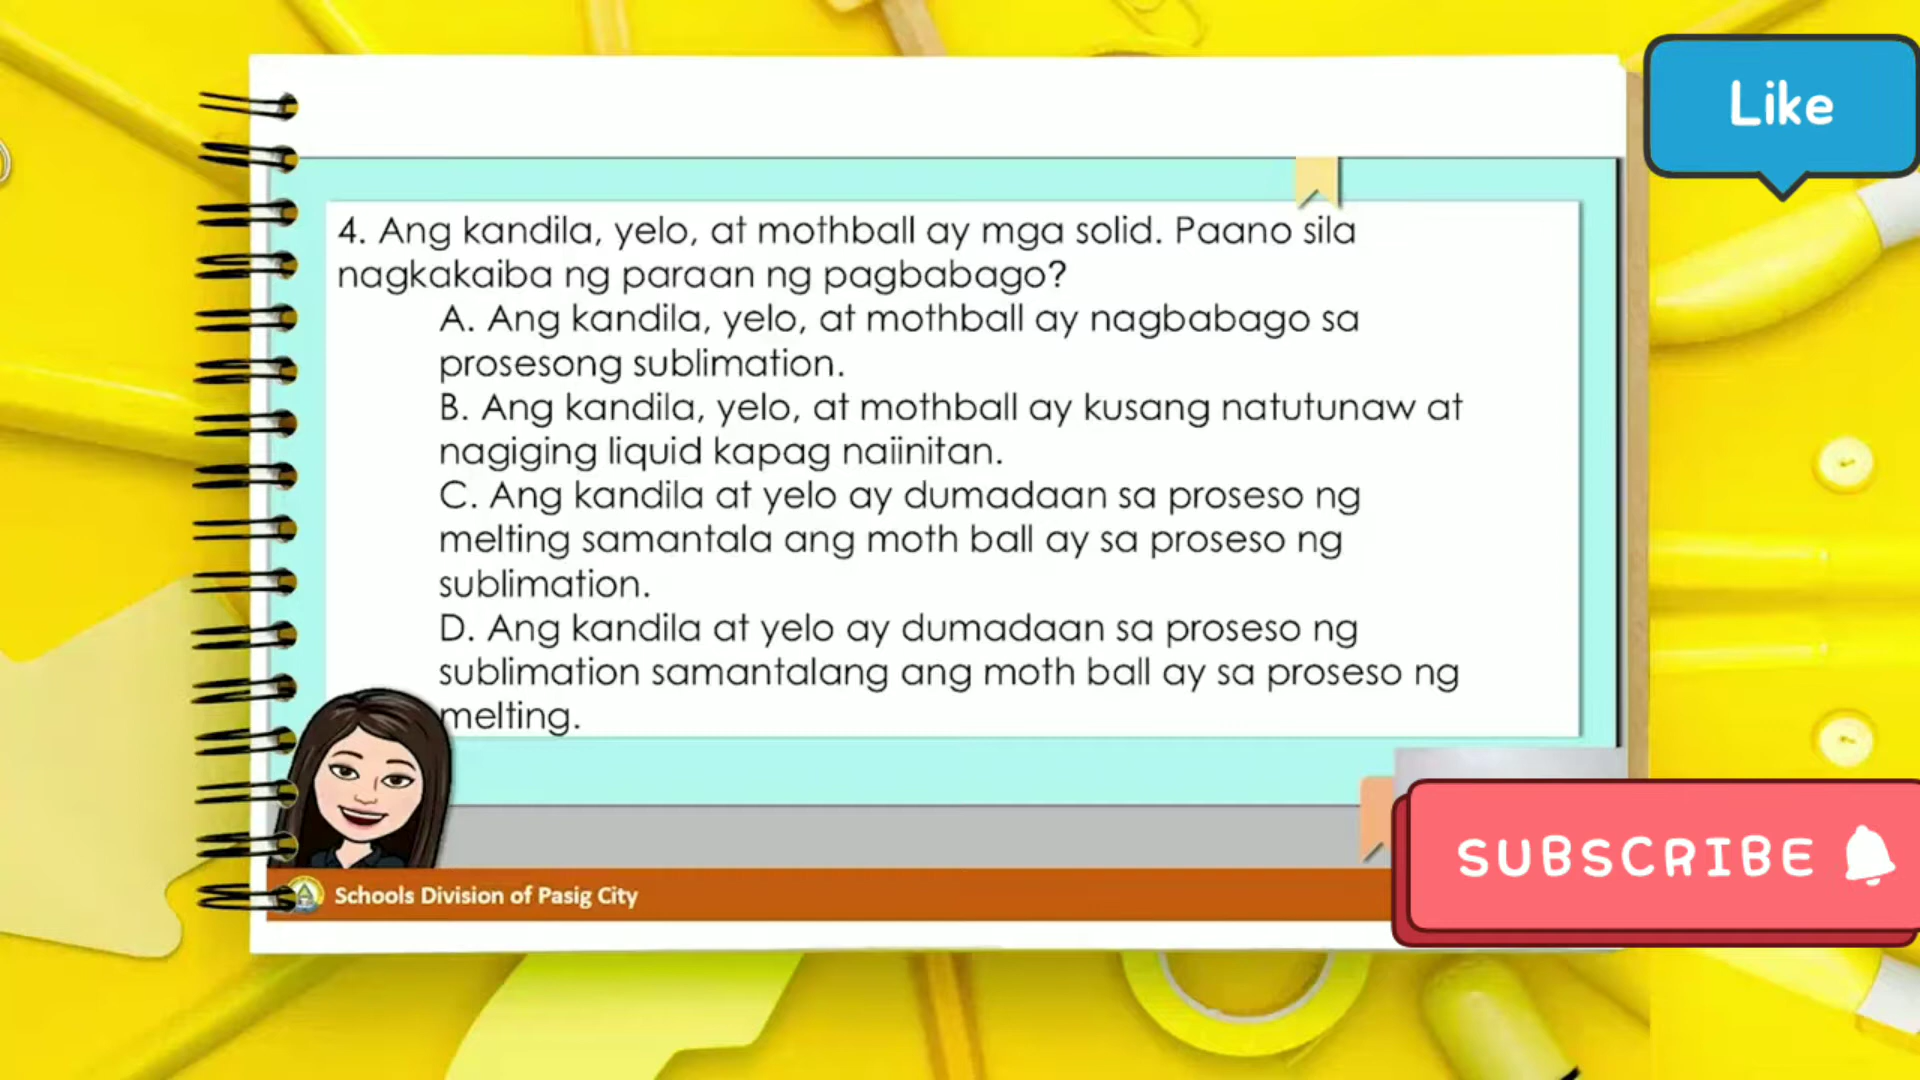 Like
4. Ang kandila, yelo, at mothball ay mga solid. Paano sila
nagkakaiba ng paraan ng pagbabago?
A. Ang kandila, yelo, at mothball ay nagbabago sa
prosesong sublimation.
B. Ang kandila, yelo, at mothball ay kusang natutunaw at
nagiging liquid kapag naiinitan.
C. Ang kandila at yelo ay dumadaan sa proseso ng
melting samantala ang moth ball ay sa proseso ng
sublimation.
D. Ang kandila at yelo ay dumadaan sa proseso ng
sublimation samantalang ang moth ball ay sa proseso ng
melting.
SUBSCRIBE
Schools Division of Pasig City